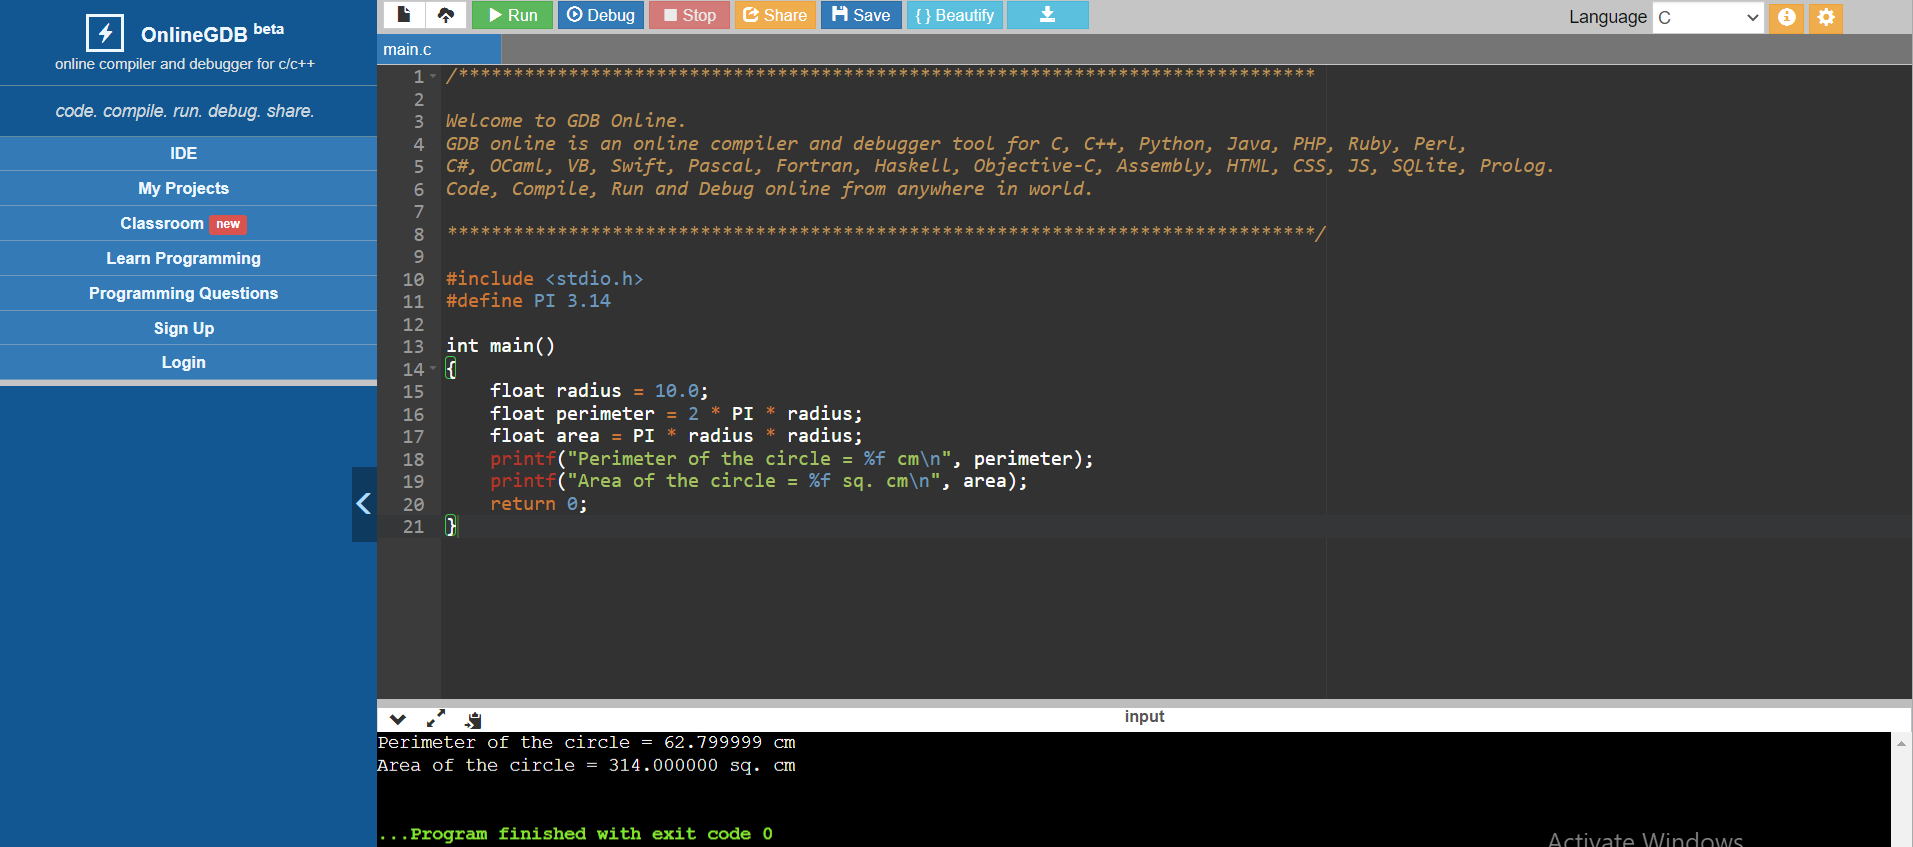 OnlineGDB beta
online compiler and debugger for c/c++
code. compile. run. debug. share.
IDE
My Projects
Classroom new
Learn Programming
Programming Questions
Sign Up
Login
Run Debug Stop Share Save { } Beautify
Language C
main.c
1 /******************************************************************************
2
3 Welcome to GDB Online.
4 GDB online is an online compiler and debugger tool for C, C++, Python, Java, PHP, Ruby, Perl,
5 C#, OCaml, VB, Swift, Pascal, Fortran, Haskell, Objective-C, Assembly, HTML, CSS, JS, SQLite, Prolog.
6 Code, Compile, Run and Debug online from anywhere in world.
7
8 *******************************************************************************/
9
10 #include <stdio.h>
11 #define PI 3.14
12
13 int main()
14 {
15     float radius = 10.0;
16     float perimeter = 2 * PI * radius;
17     float area = PI * radius * radius;
18     printf("Perimeter of the circle = %f cm\n", perimeter);
19     printf("Area of the circle = %f sq. cm\n", area);
20     return 0;
21 }
input
Perimeter of the circle = 62.799999 cm
Area of the circle = 314.000000 sq. cm
...Program finished with exit code 0
Activate Windows